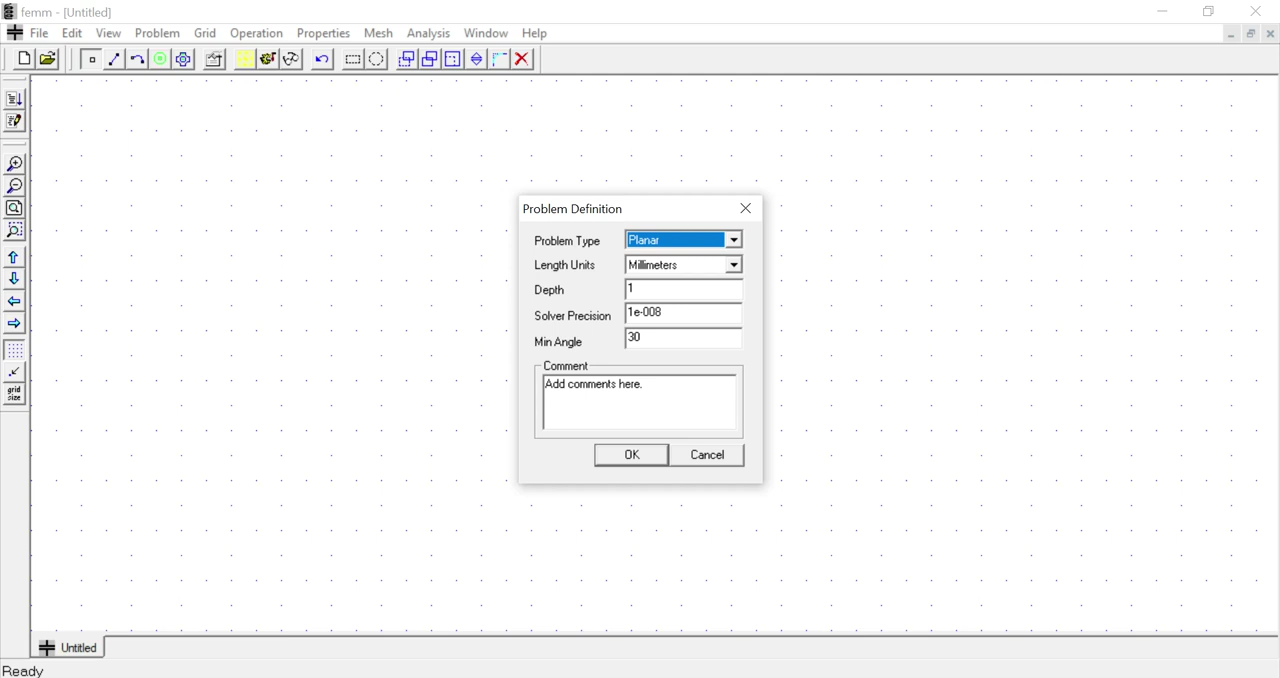 femm - [Untitled]
File Edit View Problem Grid Operation Properties Mesh Analysis Window Help
grid
size
Problem Definition
Problem Type Planar
Length Units Millimeters
Depth 1
Solver Precision 1e-008
Min Angle 30
Comment
Add comments here.
OK Cancel
Untitled
Ready